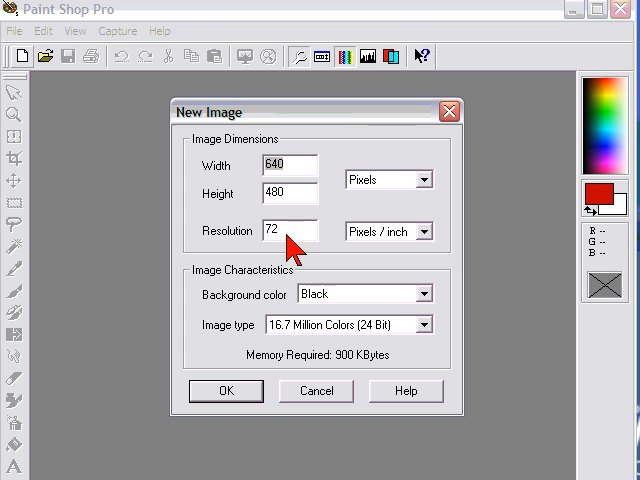 Paint Shop Pro
File Edit View Capture Help
New Image
Image Dimensions
Width 640
Pixels
Height 480
Resolution 72 Pixels / inch
Image Characteristics
Background color Black
Image type 16.7 Million Colors (24 Bit)
Memory Required: 900 KBytes
OK Cancel Help
R --
G --
B --
A